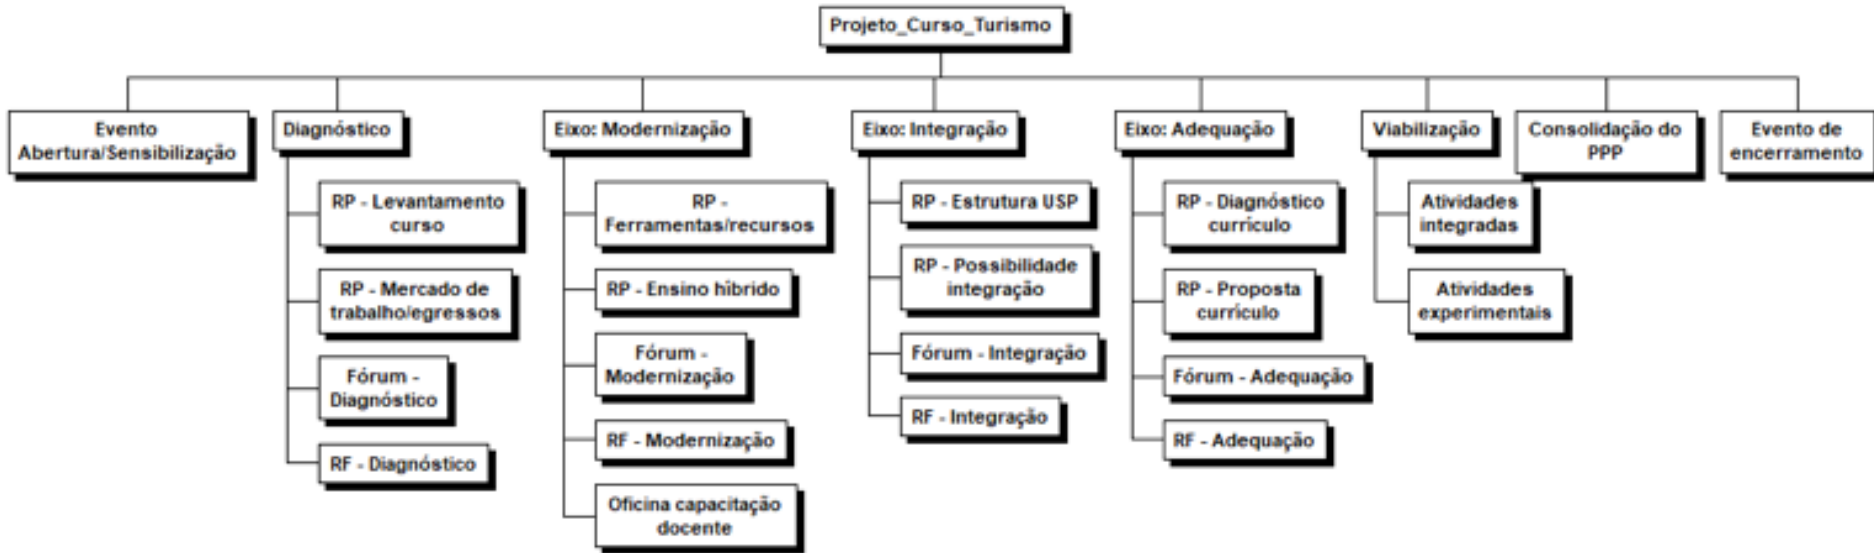 Projeto_Curso_Turismo
Evento
Abertura/Sensibilização
Diagnóstico
RP - Levantamento
curso
RP - Mercado de
trabalho/egressos
Fórum -
Diagnóstico
RF - Diagnóstico
Eixo: Modernização
RP -
Ferramentas/recursos
RP - Ensino híbrido
Fórum -
Modernização
RF - Modernização
Oficina capacitação
docente
Eixo: Integração
RP - Estrutura USP
RP - Possibilidade
integração
Fórum - Integração
RF - Integração
Eixo: Adequação
RP - Diagnóstico
currículo
RP - Proposta
currículo
Fórum - Adequação
RF - Adequação
Viabilização
Atividades
integradas
Atividades
experimentais
Consolidação do
PPP
Evento de
encerramento